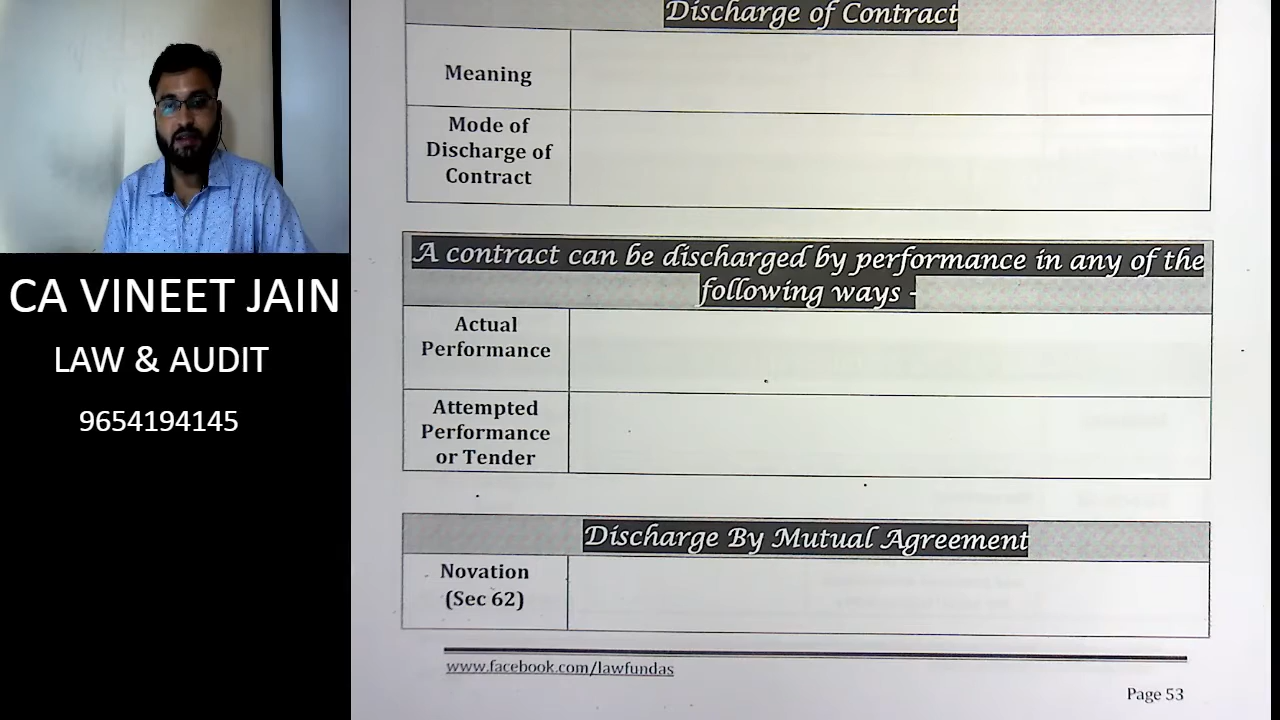 CA VINEET JAIN
LAW & AUDIT
9654194145
Discharge of Contract
Meaning
Mode of
Discharge of
Contract
A contract can be discharged by performance in any of the
following ways -
Actual
Performance
Attempted
Performance
or Tender
Discharge By Mutual Agreement
Novation
(Sec 62)
www.facebook.com/lawfundas
Page 53